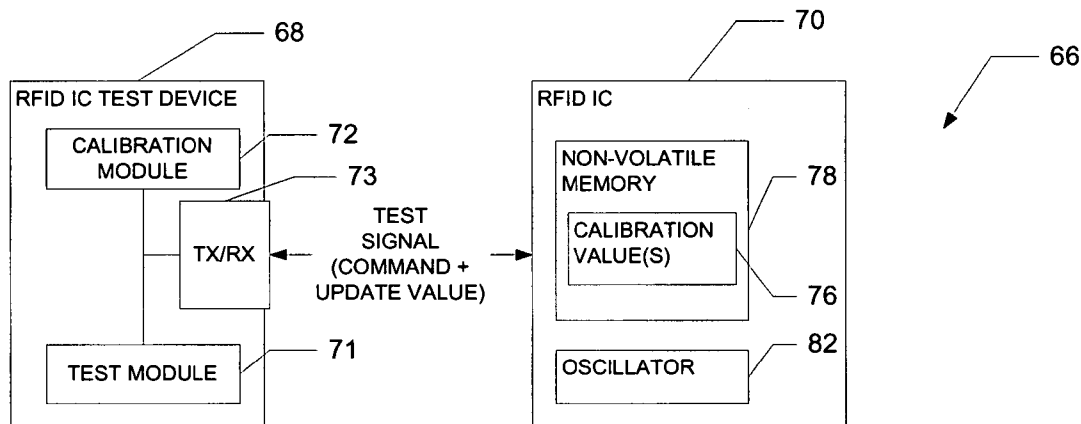 68
70
66
RFID IC TEST DEVICE
RFID IC
CALIBRATION
MODULE
72
73
TX/RX
TEST
SIGNAL
(COMMAND +
UPDATE VALUE)
NON-VOLATILE
MEMORY
78
CALIBRATION
VALUE(S)
76
TEST MODULE
71
OSCILLATOR
82